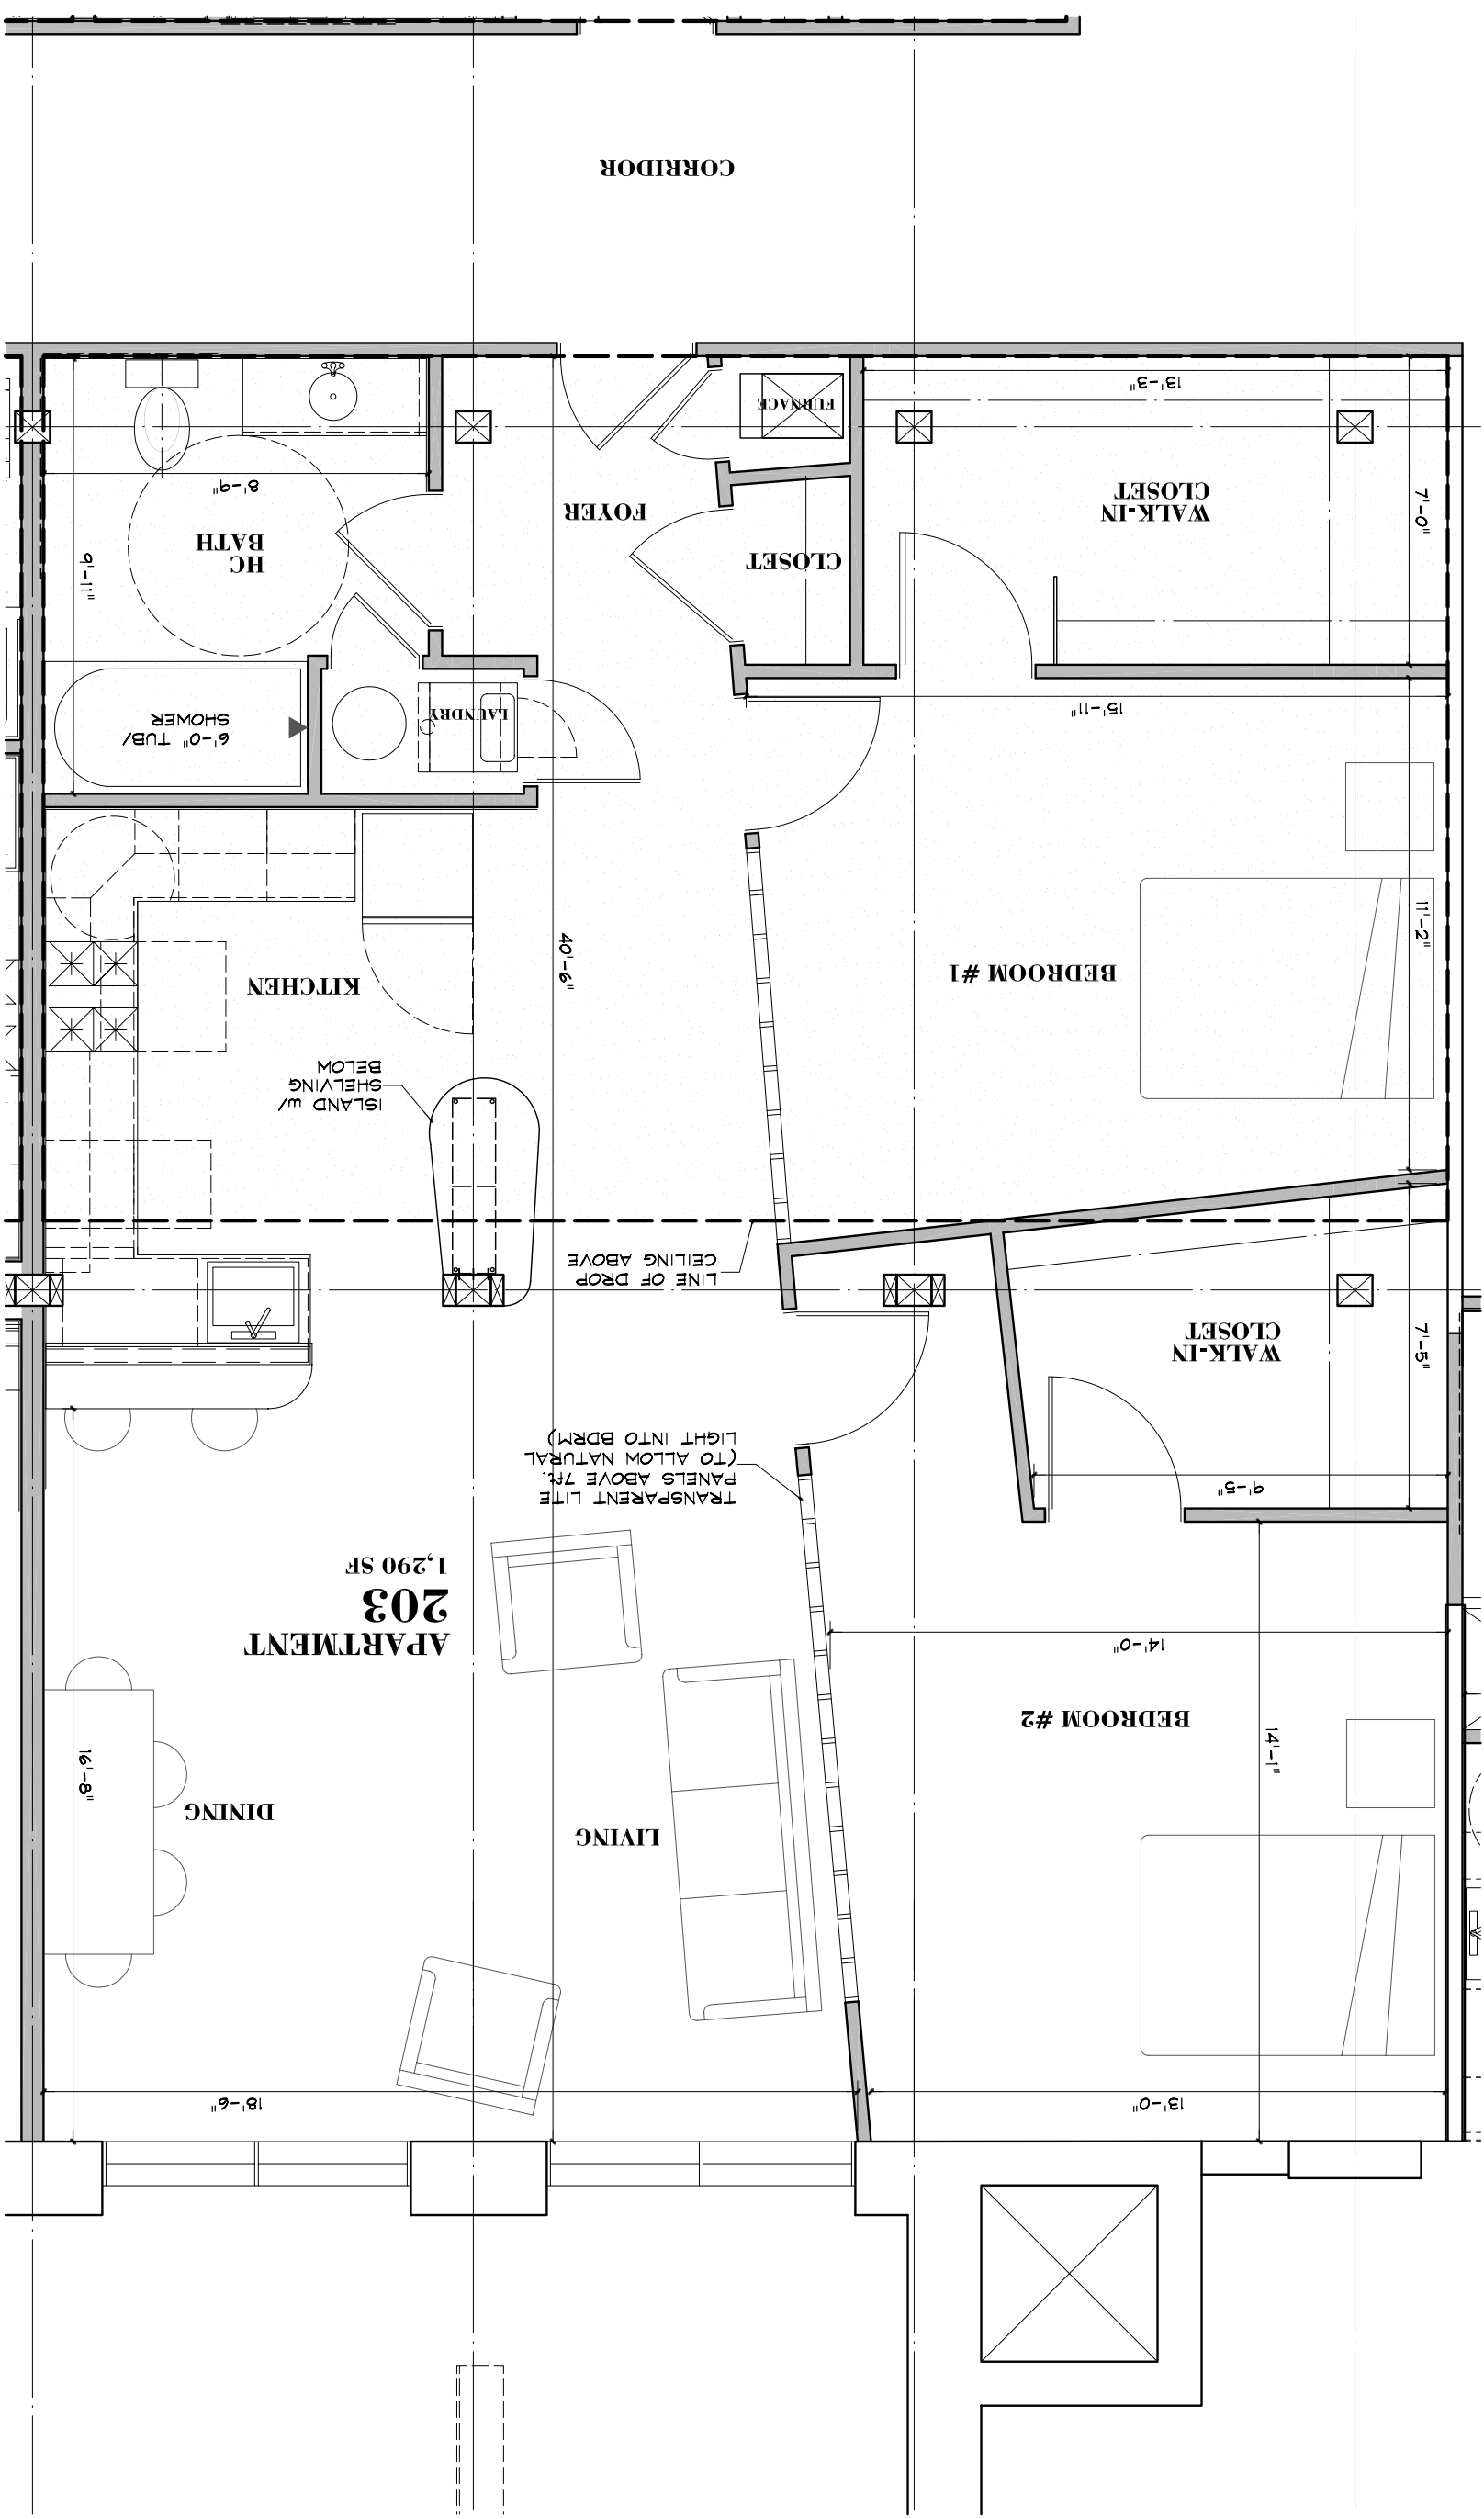 13'-0"
18'-6"
LIVING
DINING
14'-1"
16'-8"
BEDROOM #2
14'-0"
APARTMENT
203
1,290 SF
TRANSPARENT LITE
PANELS ABOVE 7ft.
(TO ALLOW NATURAL
LIGHT INTO BDRM)
9'-5"
7'-5"
WALK-IN
CLOSET
LINE OF DROP
CEILING ABOVE
ISLAND w/
SHELVING
BELOW
BEDROOM #1
KITCHEN
11'-2"
40'-6"
6'-0" TUB/
SHOWER
LAUNDRY
15'-11"
9'-11"
CLOSET
HC
BATH
FOYER
WALK-IN
CLOSET
7'-0"
8'-9"
FURNACE
13'-3"
CORRIDOR